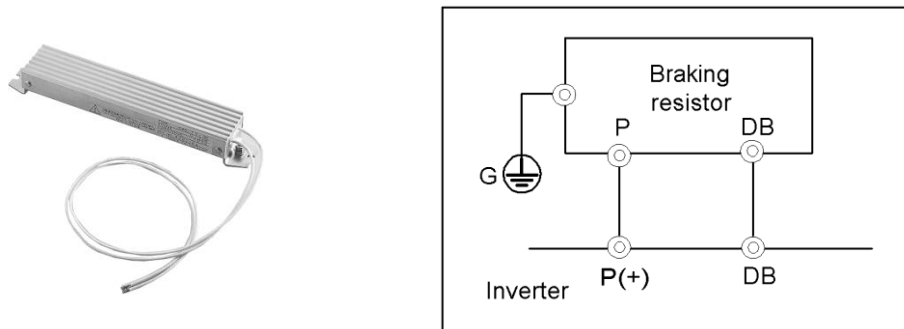 Braking
resistor
P
DB
G
P(+)
DB
Inverter